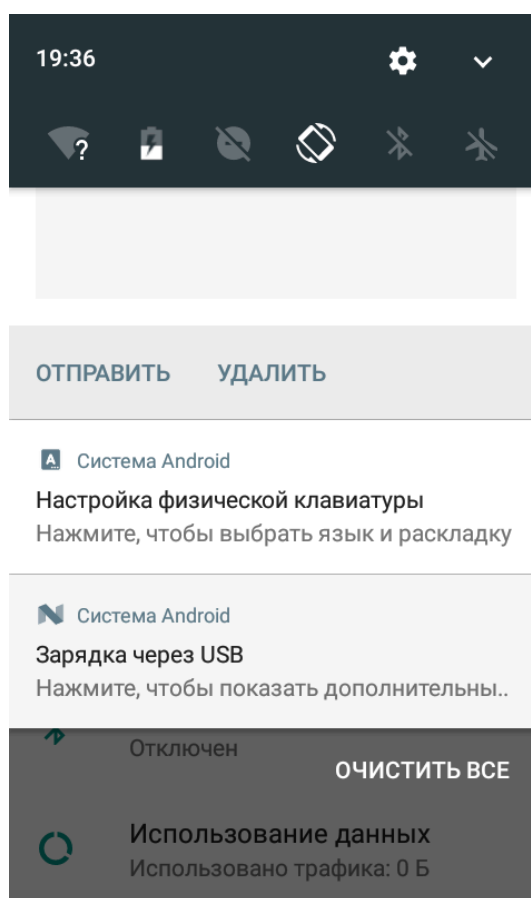 19:36
ОТПРАВИТЬ УДАЛИТЬ
Система Android
Настройка физической клавиатуры
Нажмите, чтобы выбрать язык и раскладку
Система Android
Зарядка через USB
Нажмите, чтобы показать дополнительны..
Отключен
ОЧИСТИТЬ ВСЕ
Использование данных
Использовано трафика: 0 Б